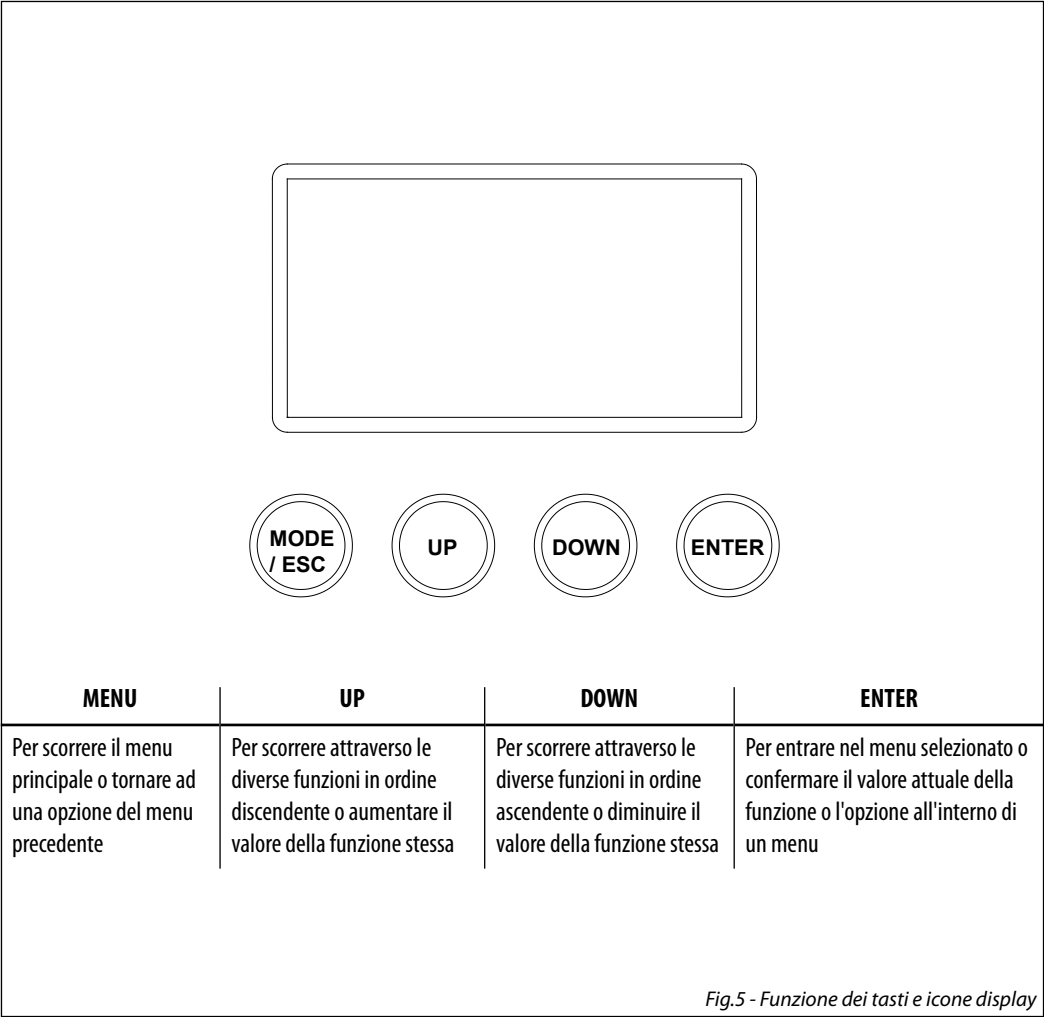 MODE
/ ESC
UP
DOWN
ENTER
MENU
UP
DOWN
ENTER
Per scorrere il menu
principale o tornare ad
una opzione del menu
precedente
Per scorrere attraverso le
diverse funzioni in ordine
discendente o aumentare il
valore della funzione stessa
Per scorrere attraverso le
diverse funzioni in ordine
ascendente o diminuire il
valore della funzione stessa
Per entrare nel menu selezionato o
confermare il valore attuale della
funzione o l'opzione all'interno di
un menu
Fig.5 - Funzione dei tasti e icone display